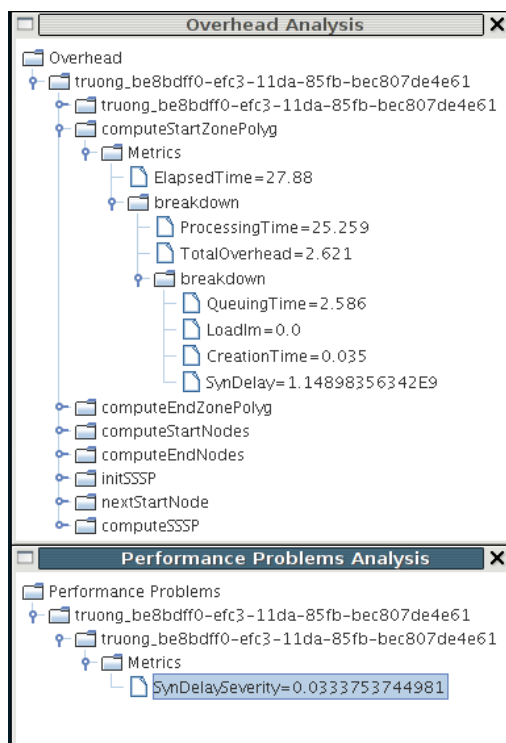 Overhead Analysis
Overhead
truong_be8bdff0-efc3-11da-85fb-bec807de4e61
truong_be8bdff0-efc3-11da-85fb-bec807de4e61
computeStartZonePolyg
Metrics
ElapsedTime=27.88
breakdown
ProcessingTime=25.259
TotalOverhead=2.621
breakdown
QueuingTime=2.586
LoadIm=0.0
CreationTime=0.035
SynDelay=1.14898356342E9
computeEndZonePolyg
computeStartNodes
computeEndNodes
initSSSP
nextStartNode
computeSSSP
Performance Problems Analysis
Performance Problems
truong_be8bdff0-efc3-11da-85fb-bec807de4e61
truong_be8bdff0-efc3-11da-85fb-bec807de4e61
Metrics
SynDelaySeverity=0.0333753744981